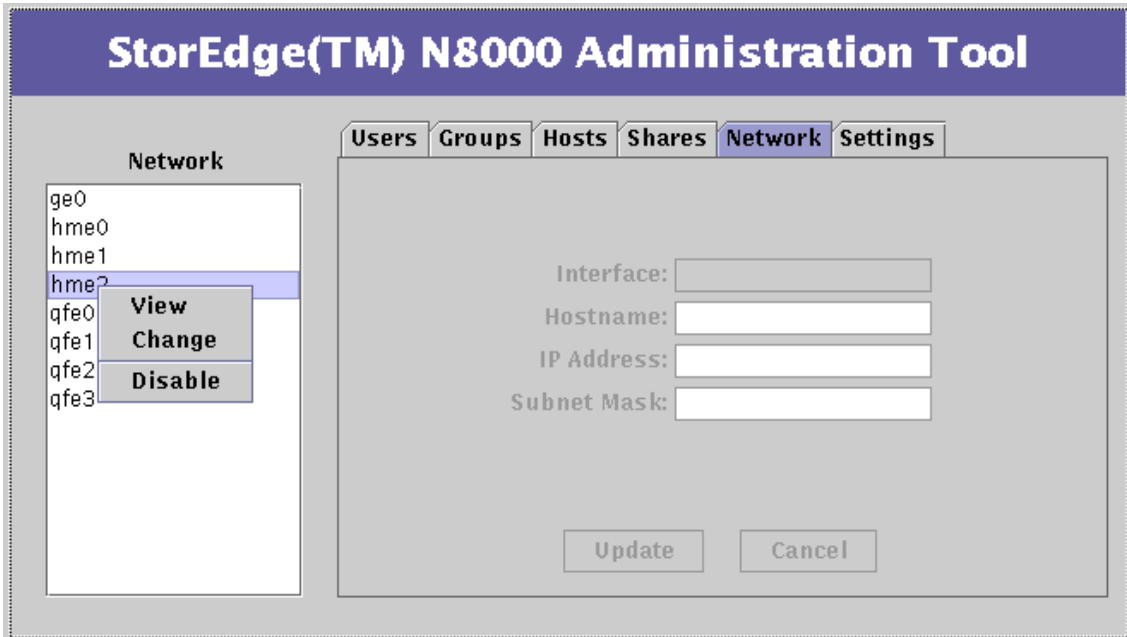 StorEdge(TM) N8000 Administration Tool
Users Groups Hosts Shares Network Settings
Network
ge0
hme0
hme1
hme2
qfe0
qfe1
qfe2
qfe3
View
Change
Disable
Interface:
Hostname:
IP Address:
Subnet Mask:
Update Cancel